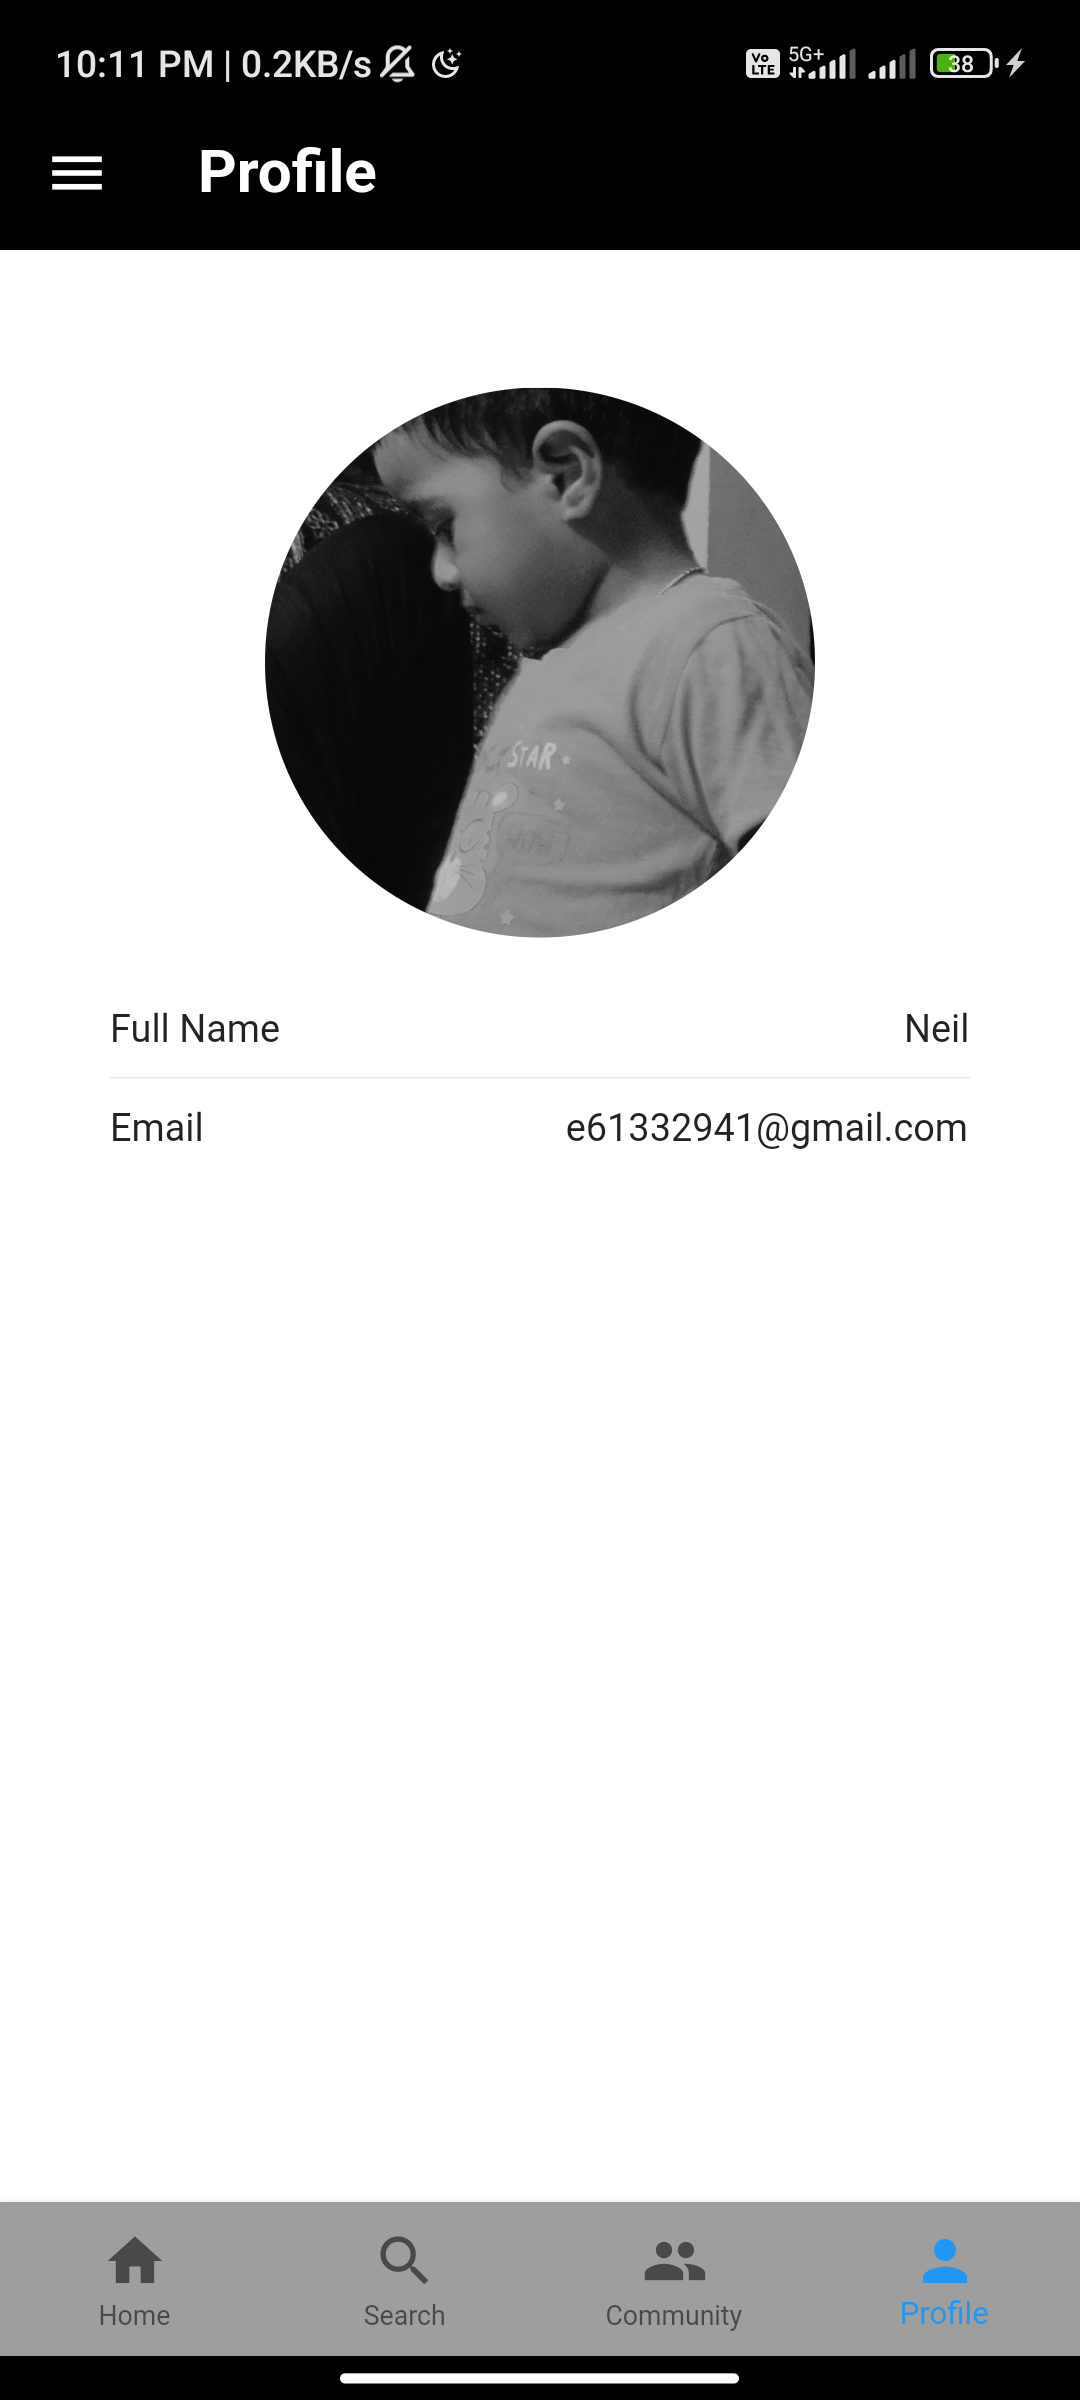 10:11 PM | 0.2KB/s Vo LTE 5G+ 38
Profile
STAR
Full Name Neil
Email e61332941@gmail.com
Home Search Community Profile